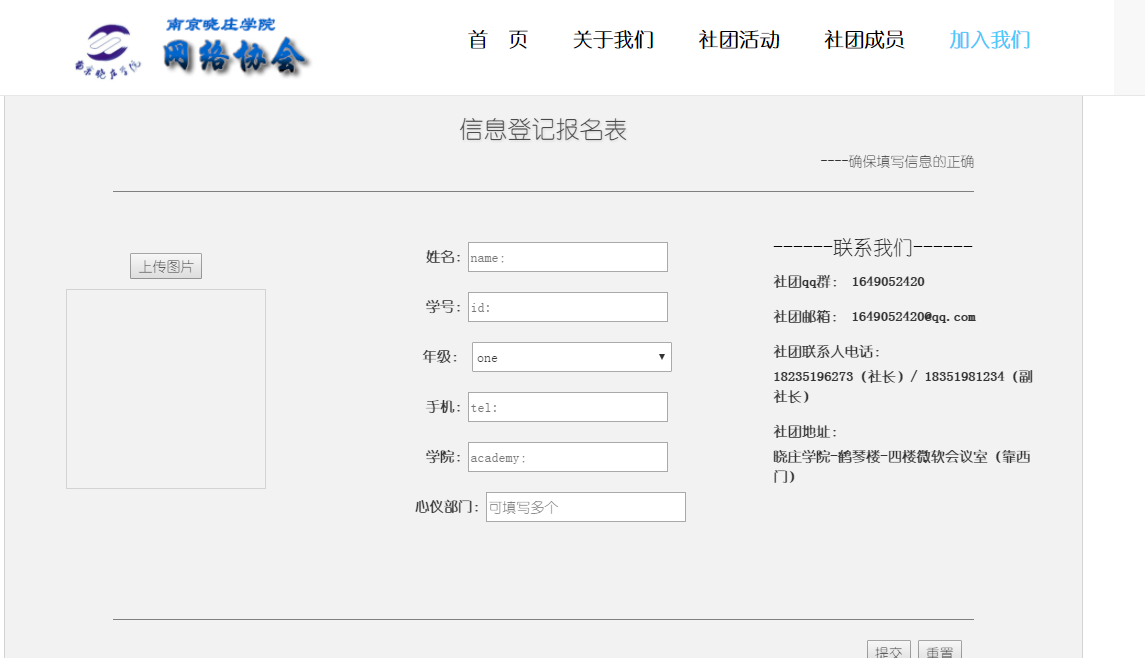 南京晓庄学院
网络协会
南京晓庄学院
首 页 关于我们 社团活动 社团成员 加入我们
信息登记报名表
----确保填写信息的正确
上传图片
姓名: name;
学号: id:
年级: one
手机: tel:
学院: academy;
心仪部门: 可填写多个
------联系我们------
社团qq群: 1649052420
社团邮箱: 1649052420@qq.com
社团联系人电话:
18235196273 (社长) / 18351981234 (副
社长)
社团地址:
晓庄学院-鹤琴楼-四楼微软会议室 (靠西
门)
提交 重置